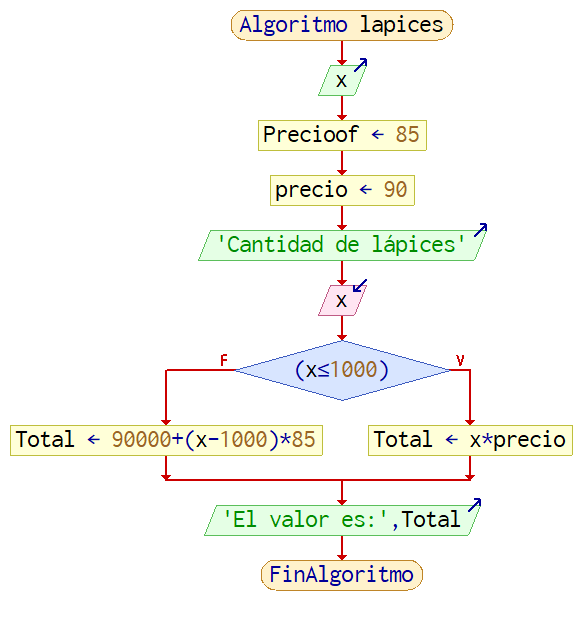 Algoritmo lapices
x
Precioof ← 85
precio ← 90
'Cantidad de lápices'
x
(x≤1000)
F
V
Total ← 90000+(x-1000)*85
Total ← x*precio
'El valor es:',Total
FinAlgoritmo